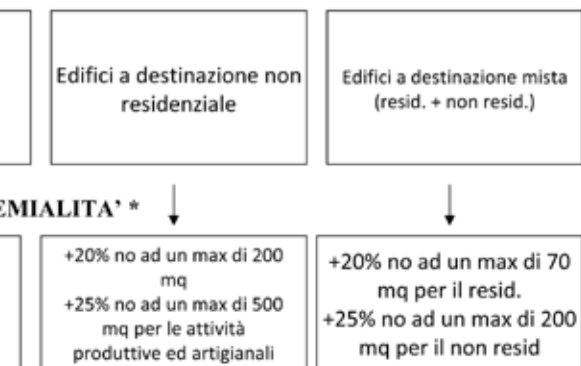 Edifici a destinazione non
residenziale
Edifici a destinazione mista
(resid. + non resid.)
EMIALITA' *
+20% no ad un max di 200
mq
+25% no ad un max di 500
mq per le attività
produttive ed artigianali
+20% no ad un max di 70
mq per il resid.
+25% no ad un max di 200
mq per il non resid